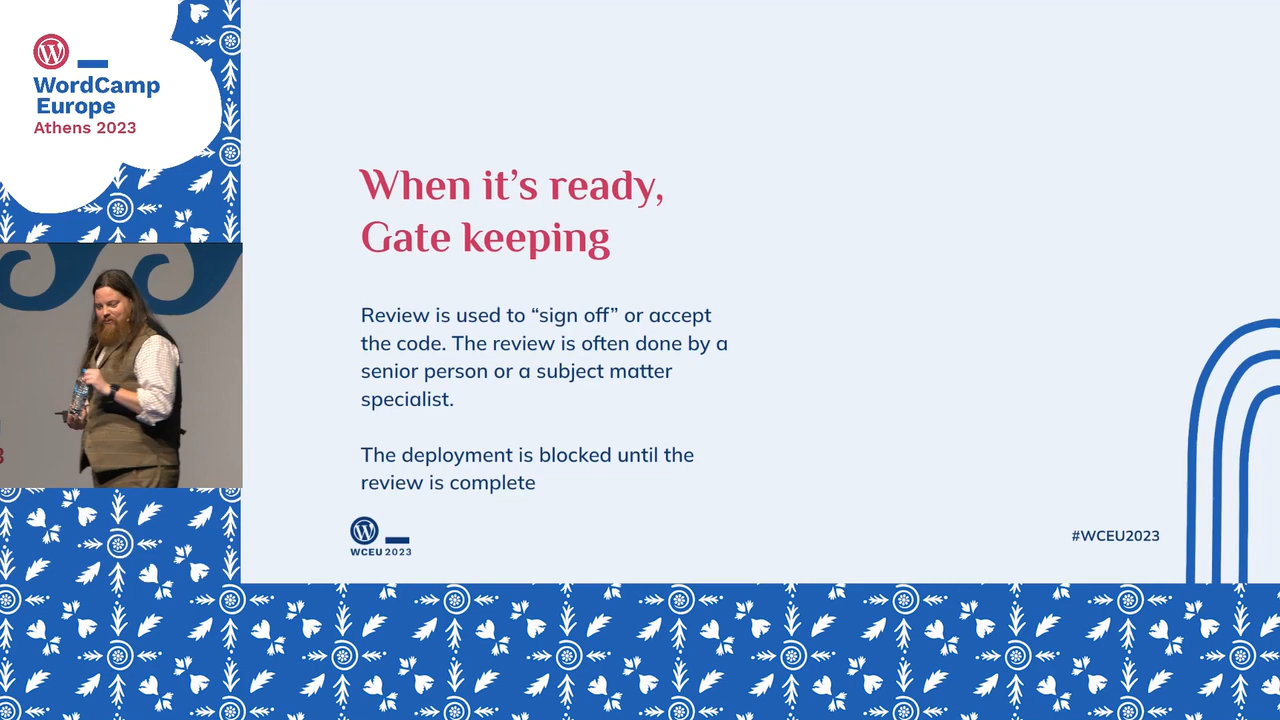 WordCamp
Europe
Athens 2023
When it’s ready,
Gate keeping
Review is used to “sign off” or accept
the code. The review is often done by a
senior person or a subject matter
specialist.
The deployment is blocked until the
review is complete
WCEU 2023
#WCEU2023